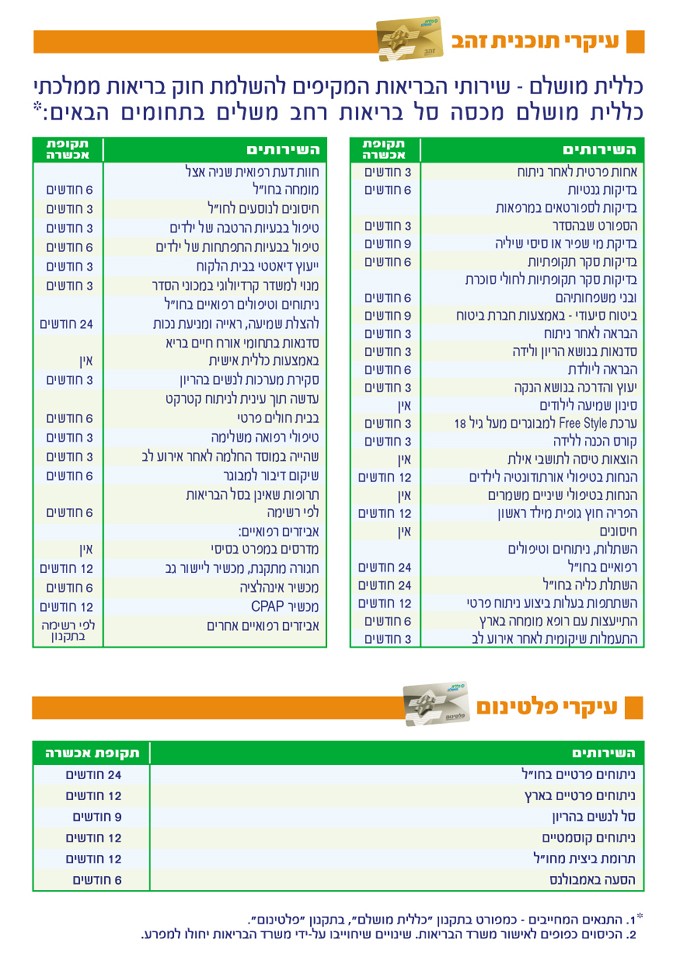 עיקרי תוכנית זהב
זהב
כללית מושלם - שירותי הבריאות המקיפים להשלמת חוק בריאות ממלכתי
כללית מושלם מכסה סל בריאות רחב משלים בתחומים הבאים:*
השירותים תקופת אכשרה
אחות פרטית לאחר ניתוח 3 חודשים
בדיקות גנטיות 6 חודשים
בדיקות לספורטאים במרפאות
הספורט שבהסדר 3 חודשים
בדיקת מי שפיר או סיסי שיליה 9 חודשים
בדיקות סקר תקופתיות 6 חודשים
בדיקות סקר תקופתיות לחולי סוכרת
ובני משפחותיהם 6 חודשים
ביטוח סיעודי - באמצעות חברת ביטוח 9 חודשים
הבראה לאחר ניתוח 3 חודשים
סדנאות בנושא הריון ולידה 3 חודשים
הבראה ליולדת 6 חודשים
יעוץ והדרכה בנושא הנקה 3 חודשים
סינון שמיעה לילודים אין
ערכת Free Style למבוגרים מעל גיל 18 3 חודשים
קורס הכנה ללידה 3 חודשים
הוצאות טיסה לתושבי אילת אין
הנחות בטיפולי אורתודונטיה לילדים 12 חודשים
הנחות בטיפולי שיניים משמרים אין
הפריה חוץ גופית מילד ראשון 12 חודשים
חיסונים אין
השתלות, ניתוחים וטיפולים
רפואיים בחו"ל 24 חודשים
השתלת כליה בחו"ל 24 חודשים
השתתפות בעלות ביצוע ניתוח פרטי 12 חודשים
התייעצות עם רופא מומחה בארץ 6 חודשים
התעמלות שיקומית לאחר אירוע לב 3 חודשים
השירותים תקופת אכשרה
חוות דעת רפואית שניה אצל
מומחה בחו"ל 6 חודשים
חיסונים לנוסעים לחו"ל 3 חודשים
טיפול בבעיות הרטבה של ילדים 3 חודשים
טיפול בבעיות התפתחות של ילדים 6 חודשים
ייעוץ דיאטטי בבית הלקוח 3 חודשים
מנוי למשדר קרדיולוגי במכוני הסדר 3 חודשים
ניתוחים וטיפולים רפואיים בחו"ל
להצלת שמיעה, ראייה ומניעת נכות 24 חודשים
סדנאות בתחומי אורח חיים בריא
באמצעות כללית אישית אין
סקירת מערכות לנשים בהריון 3 חודשים
עדשה תוך עינית לניתוח קטרקט
בבית חולים פרטי 6 חודשים
טיפולי רפואה משלימה 3 חודשים
שהייה במוסד החלמה לאחר אירוע לב 3 חודשים
שיקום דיבור למבוגר 6 חודשים
תרופות שאינן בסל הבריאות
לפי רשימה 6 חודשים
אביזרים רפואיים:
מדרסים במפרט בסיסי אין
חגורה מתקנת, מכשיר ליישור גב 12 חודשים
מכשיר אינהלציה 6 חודשים
מכשיר CPAP 12 חודשים
אביזרים רפואיים אחרים לפי רשימה בתקנון
עיקרי פלטינום
פלטינום
השירותים תקופת אכשרה
ניתוחים פרטיים בחו"ל 24 חודשים
ניתוחים פרטיים בארץ 12 חודשים
סל לנשים בהריון 9 חודשים
ניתוחים קוסמטיים 12 חודשים
תרומת ביצית מחו"ל 12 חודשים
הסעה באמבולנס 6 חודשים
*1. התנאים המחייבים - כמפורט בתקנון "כללית מושלם", בתקנון "פלטינום".
2. הכיסוים כפופים לאישור משרד הבריאות. שינויים שיחוייבו על-ידי משרד הבריאות יחולו למפרע.